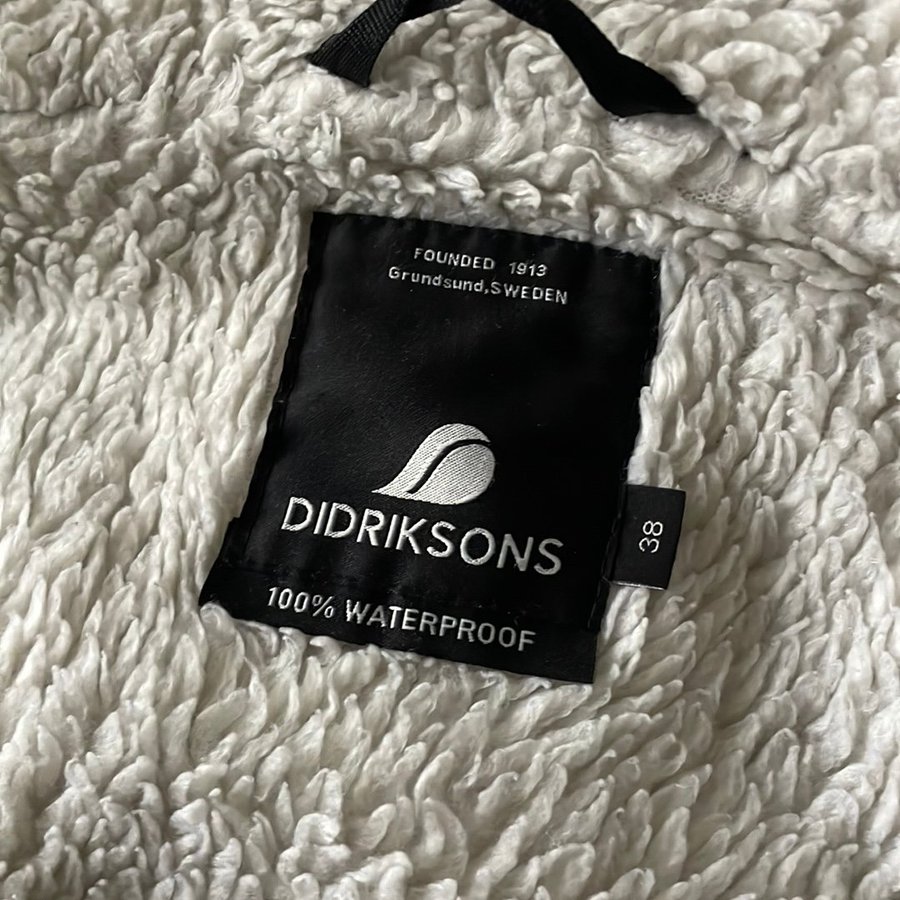 FOUNDED 1913
Grundsund,SWEDEN
DIDRIKSONS
38
100% WATERPROOF